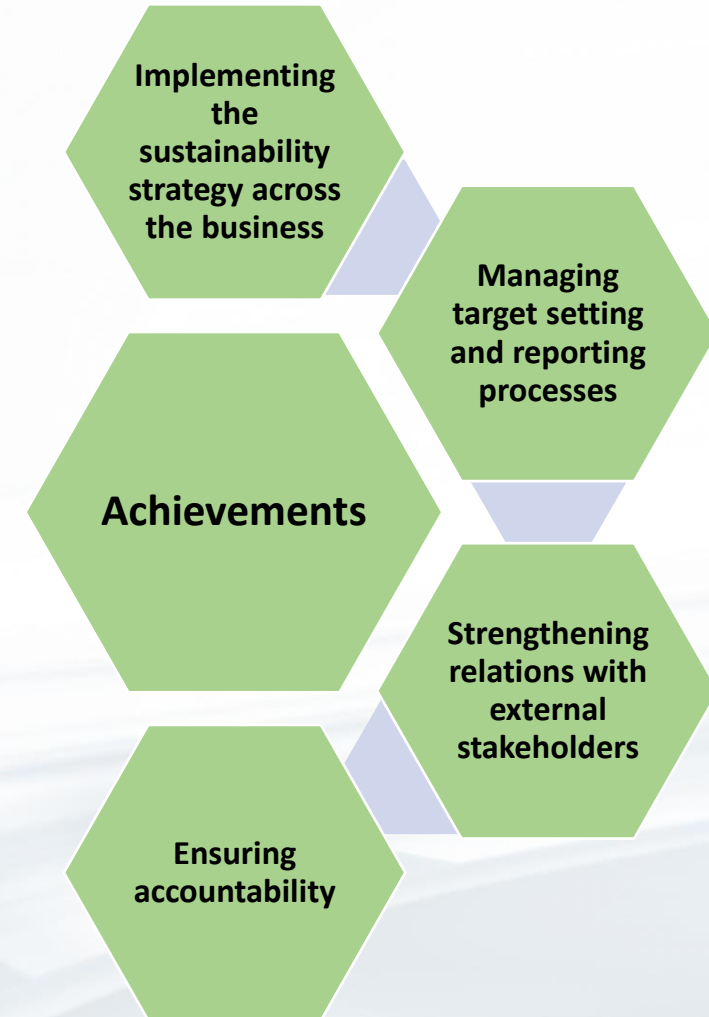 Implementing
the
sustainability
strategy across
the business
Managing
target setting
and reporting
processes
Achievements
Strengthening
relations with
external
stakeholders
Ensuring
accountability